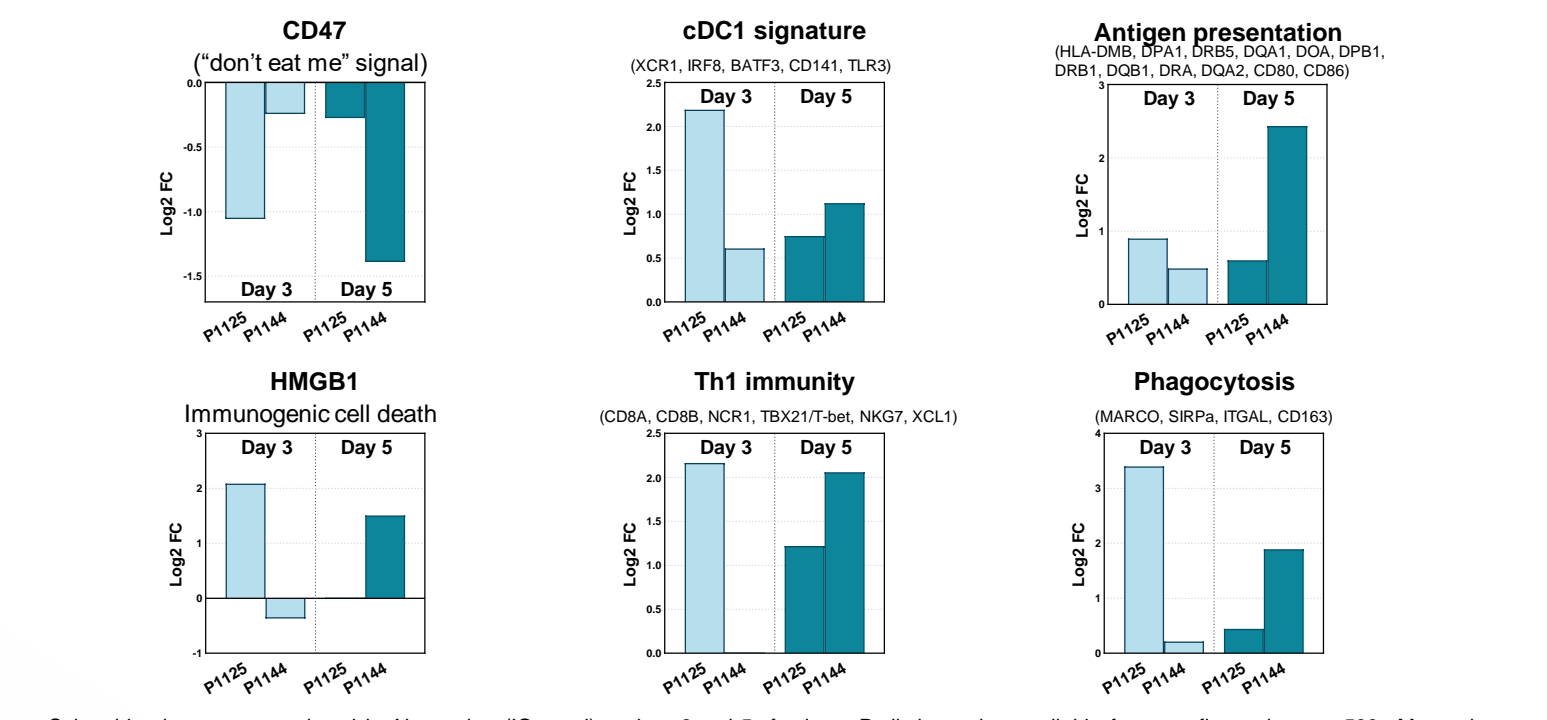 CD47
(“don’t eat me” signal)
0.0
-0.5
-1.0
-1.5
Log2 FC
Day 3
Day 5
P1125
P1144
P1125
P1144
cDC1 signature
(XCR1, IRF8, BATF3, CD141, TLR3)
2.5
2.0
1.5
1.0
0.5
0.0
Log2 FC
Day 3
Day 5
P1125
P1144
P1125
P1144
Antigen presentation
(HLA-DMB, DPA1, DRB5, DQA1, DOA, DPB1,
DRB1, DQB1, DRA, DQA2, CD80, CD86)
3
2
1
0
Log2 FC
Day 3
Day 5
P1125
P1144
P1125
P1144
HMGB1
Immunogenic cell death
3
2
1
0
-1
Log2 FC
Day 3
Day 5
P1125
P1144
P1125
P1144
Th1 immunity
(CD8A, CD8B, NCR1, TBX21/T-bet, NKG7, XCL1)
2.5
2.0
1.5
1.0
0.5
0.0
Log2 FC
Day 3
Day 5
P1125
P1144
P1125
P1144
Phagocytosis
(MARCO, SIRPa, ITGAL, CD163)
4
3
2
1
0
Log2 FC
Day 3
Day 5
P1125
P1144
P1125
P1144